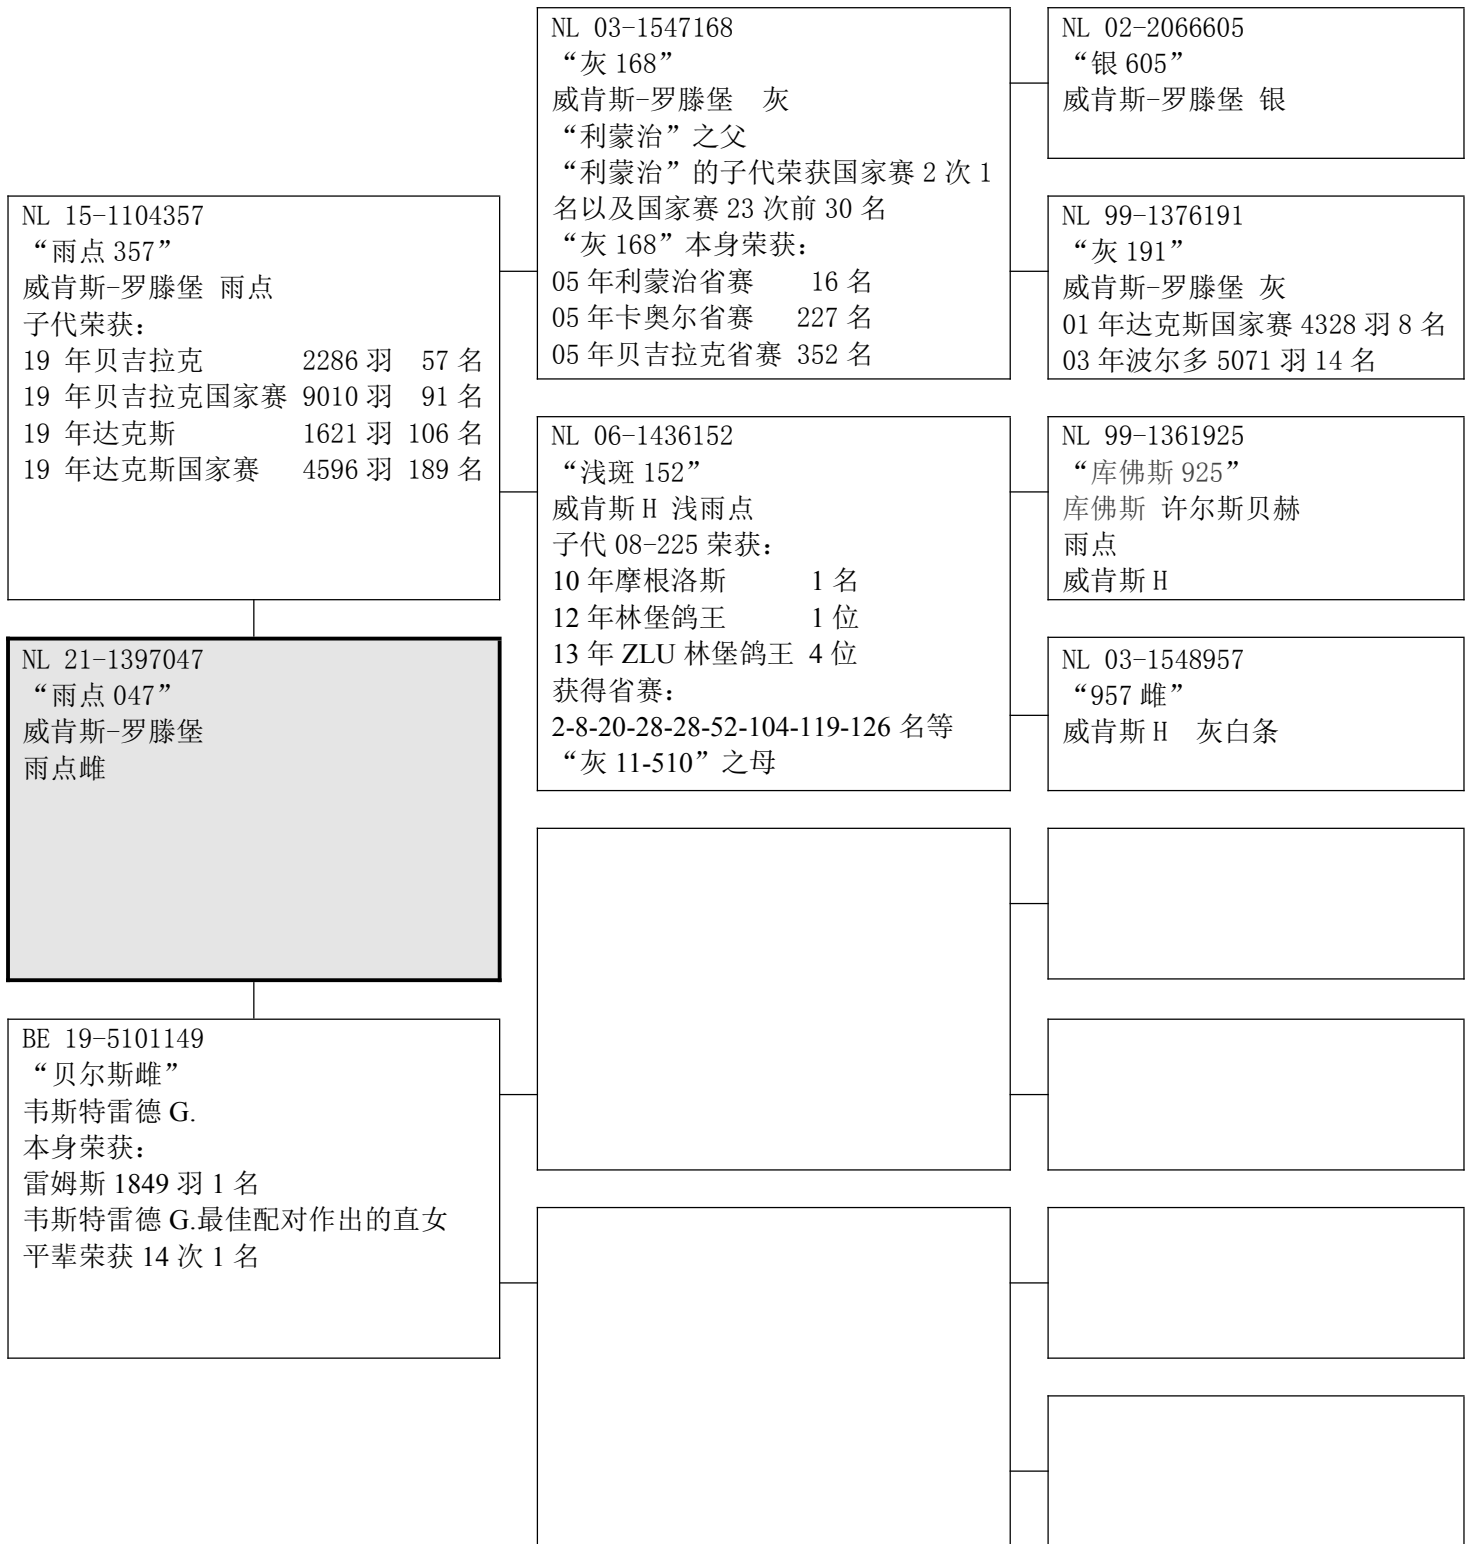 NL 15-1104357
“雨点 357”
威肯斯-罗滕堡 雨点
子代荣获：
19 年贝吉拉克 2286 羽 57 名
19 年贝吉拉克国家赛 9010 羽 91 名
19 年达克斯 1621 羽 106 名
19 年达克斯国家赛 4596 羽 189 名
NL 21-1397047
“雨点 047”
威肯斯-罗滕堡
雨点雌
BE 19-5101149
“贝尔斯雌”
韦斯特雷德 G.
本身荣获：
雷姆斯 1849 羽 1 名
韦斯特雷德 G.最佳配对作出的直女
平辈荣获 14 次 1 名
NL 03-1547168
“灰 168”
威肯斯-罗滕堡 灰
“利蒙治”之父
“利蒙治”的子代荣获国家赛 2 次 1
名以及国家赛 23 次前 30 名
“灰 168”本身荣获：
05 年利蒙治省赛 16 名
05 年卡奥尔省赛 227 名
05 年贝吉拉克省赛 352 名
NL 06-1436152
“浅斑 152”
威肯斯 H 浅雨点
子代 08-225 荣获：
10 年摩根洛斯 1 名
12 年林堡鸽王 1 位
13 年 ZLU 林堡鸽王 4 位
获得省赛：
2-8-20-28-28-52-104-119-126 名等
“灰 11-510”之母
NL 02-2066605
“银 605”
威肯斯-罗滕堡 银
NL 99-1376191
“灰 191”
威肯斯-罗滕堡 灰
01 年达克斯国家赛 4328 羽 8 名
03 年波尔多 5071 羽 14 名
NL 99-1361925
“库佛斯 925”
库佛斯 许尔斯贝赫
雨点
威肯斯 H
NL 03-1548957
“957 雌”
威肯斯 H 灰白条